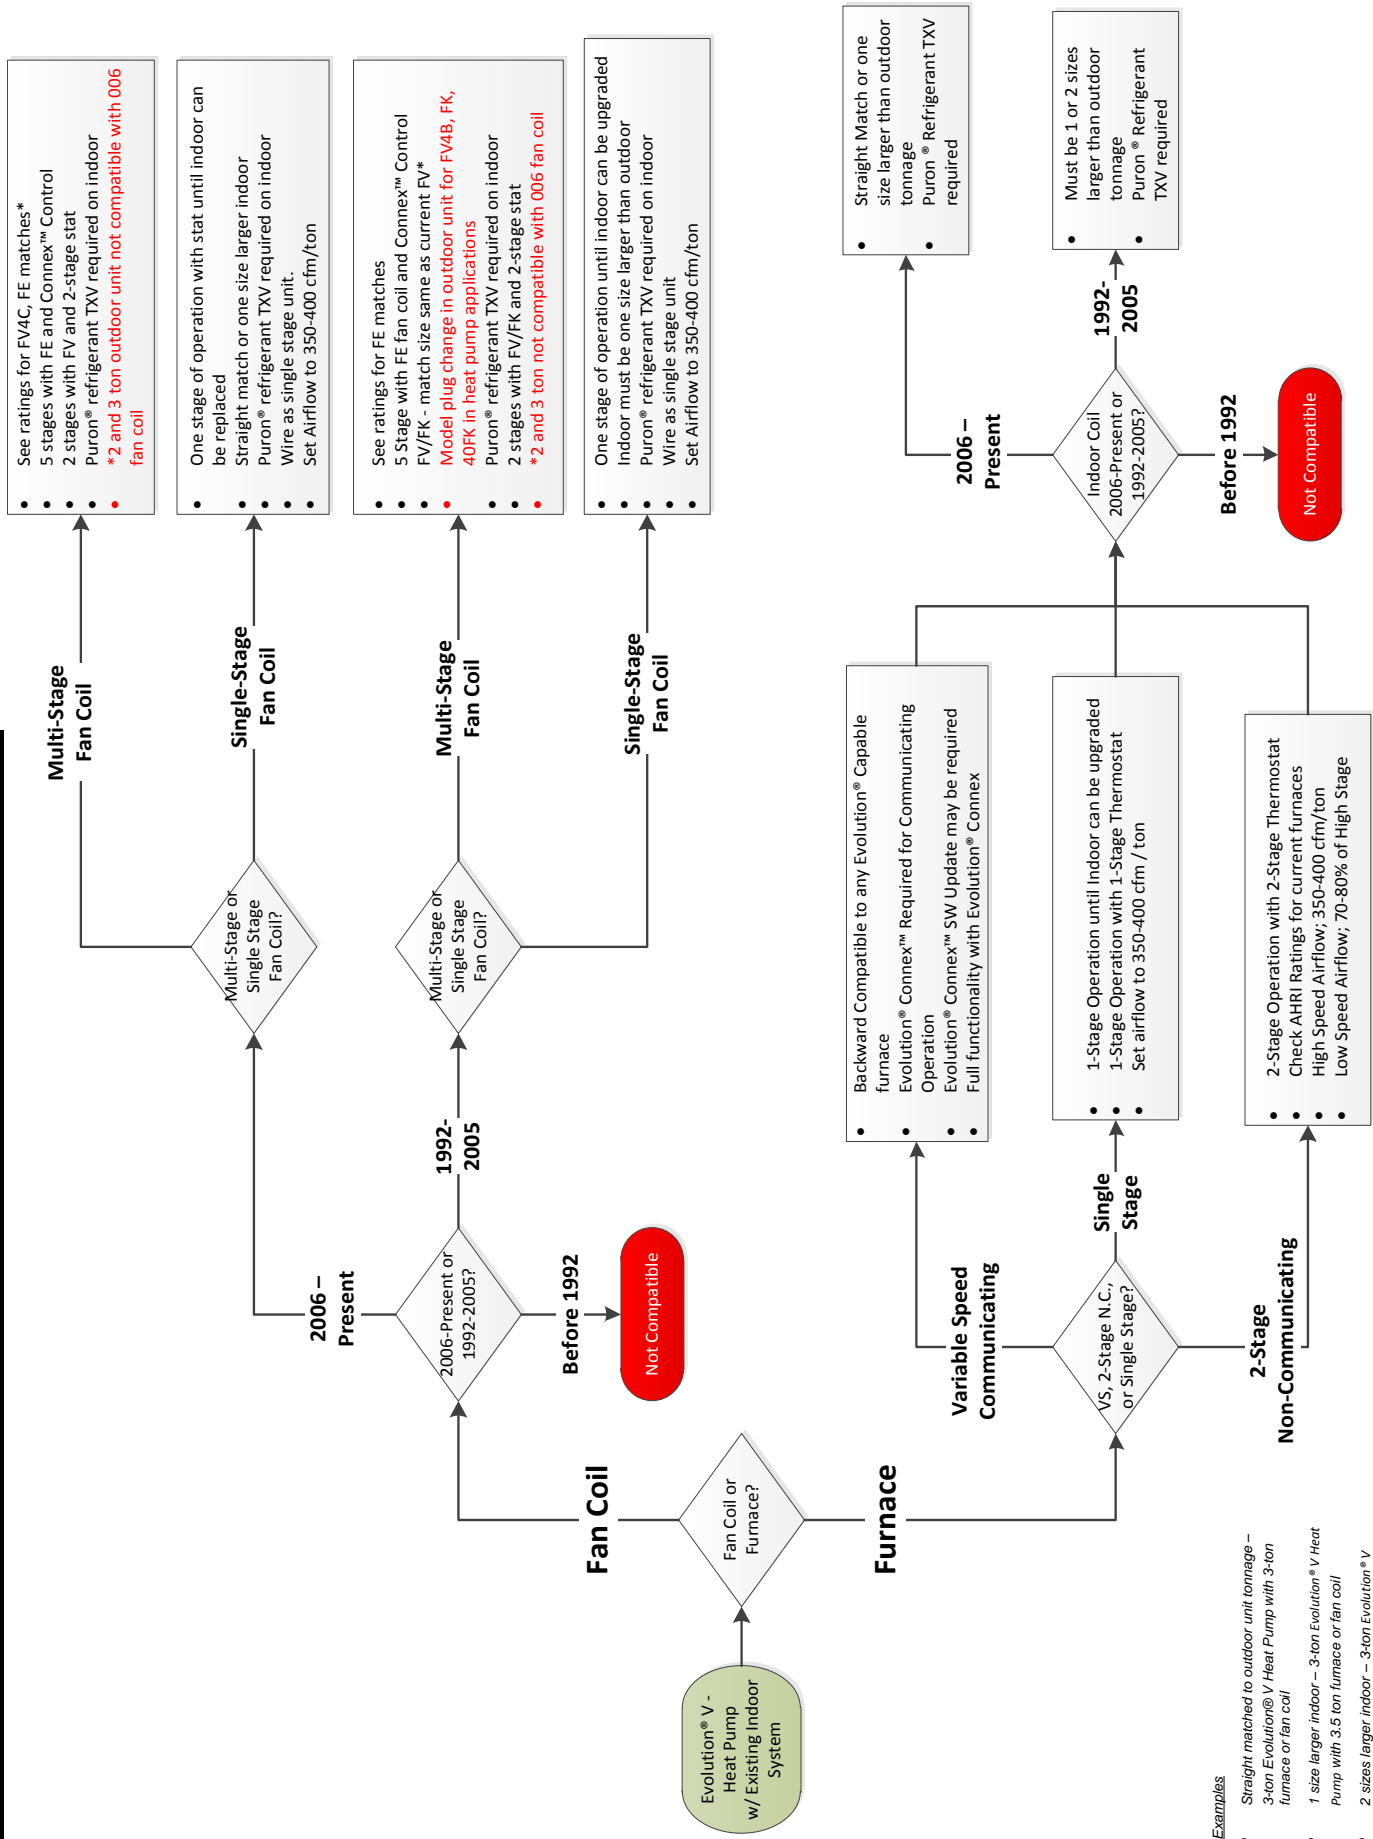 Evolution® V -
Heat Pump
w/ Existing Indoor
System
Fan Coil or
Furnace?
Fan Coil
2006-Present or
1992-2005?
2006 –
Present
1992-
2005
Before 1992
Not Compatible
Multi-Stage or
Single Stage
Fan Coil?
Multi-Stage
Fan Coil
• See ratings for FV4C, FE matches*
• 5 stages with FE and Connex™ Control
• 2 stages with FV and 2-stage stat
• Puron® refrigerant TXV required on indoor
• *2 and 3 ton outdoor unit not compatible with 006
fan coil
Single-Stage
Fan Coil
• One stage of operation with stat until indoor can
be replaced
• Straight match or one size larger indoor
• Puron® refrigerant TXV required on indoor
• Wire as single stage unit.
• Set Airflow to 350-400 cfm/ton
Multi-Stage or
Single Stage
Fan Coil?
Multi-Stage
Fan Coil
• See ratings for FE matches
• 5 Stage with FE fan coil and Connex™ Control
• FV/FK - match size same as current FV*
• Model plug change in outdoor unit for FV4B, FK,
40FK in heat pump applications
• Puron® refrigerant TXV required on indoor
• 2 stages with FV/FK and 2-stage stat
• *2 and 3 ton not compatible with 006 fan coil
Single-Stage
Fan Coil
• One stage of operation until indoor can be upgraded
• Indoor must be one size larger than outdoor
• Puron® refrigerant TXV required on indoor
• Wire as single stage unit
• Set Airflow to 350-400 cfm/ton
Furnace
VS, 2-Stage N.C.,
or Single Stage?
Variable Speed
Communicating
• Backward Compatible to any Evolution® Capable
furnace
• Evolution® Connex™ Required for Communicating
Operation
• Evolution® Connex™ SW Update may be required
• Full functionality with Evolution® Connex
Single
Stage
• 1-Stage Operation until Indoor can be upgraded
• 1-Stage Operation with 1-Stage Thermostat
• Set airflow to 350-400 cfm / ton
2-Stage
Non-Communicating
• 2-Stage Operation with 2-Stage Thermostat
• Check AHRI Ratings for current furnaces
• High Speed Airflow; 350-400 cfm/ton
• Low Speed Airflow; 70-80% of High Stage
Indoor Coil
2006-Present or
1992-2005?
2006 –
Present
• Straight Match or one
size larger than outdoor
tonnage
• Puron ® Refrigerant TXV
required
1992-
2005
• Must be 1 or 2 sizes
larger than outdoor
tonnage
• Puron ® Refrigerant
TXV required
Before 1992
Not Compatible
Examples
• Straight matched to outdoor unit tonnage –
3-ton Evolution® V Heat Pump with 3-ton
furnace or fan coil
• 1 size larger indoor – 3-ton Evolution® V Heat
Pump with 3.5 ton furnace or fan coil
• 2 sizes larger indoor – 3-ton Evolution® V